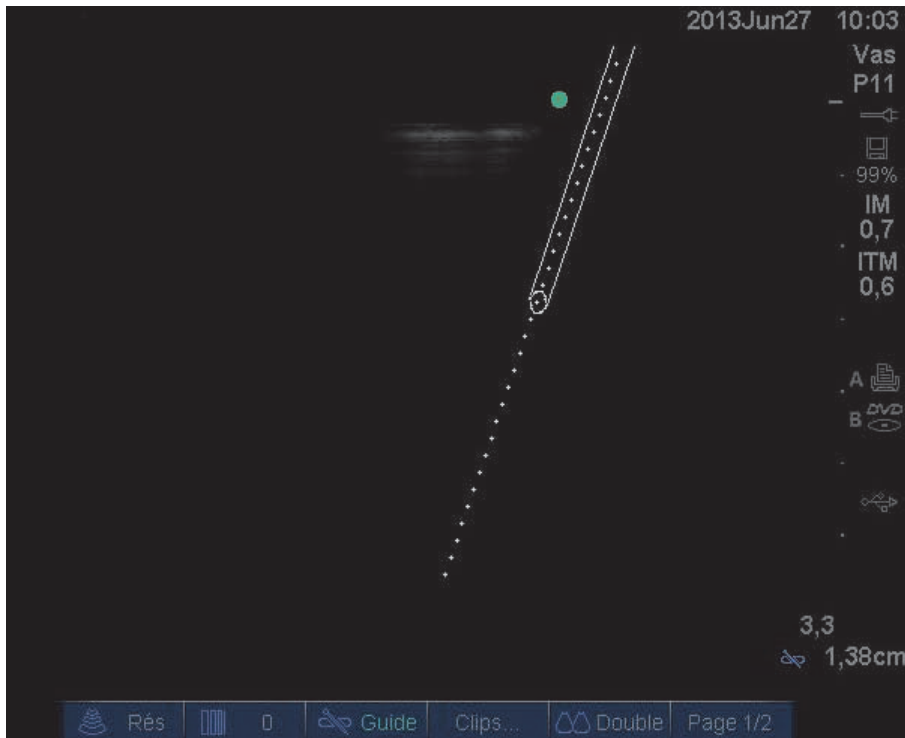 2013Jun27 10:03
Vas
P11
99%
IM
0,7
ITM
0,6
A
B DVD
3,3
1,38cm
Rés 0 Guide Clips... Double Page 1/2